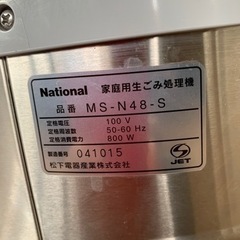 National 家庭用生ごみ処理機
品番 MS-N48-S
定格電圧 100 V
定格周波数 50-60 Hz
定格消費電力 800 W
製造番号 041015
JET
松下電器産業株式会社